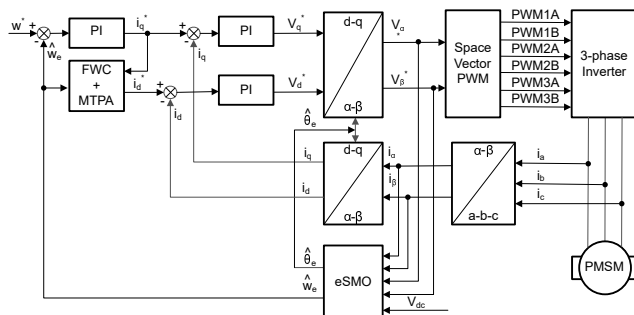 w*
+
-
ŵe
PI
iq*
+
-
iq
PI
Vq*
d-q
α-β
Vα*
Vβ*
Space
Vector
PWM
PWM1A
PWM1B
PWM2A
PWM2B
PWM3A
PWM3B
3-phase
Inverter
FWC
+
MTPA
id*
+
-
id
PI
Vd*
θ̂e
iq
id
d-q
α-β
iα
iβ
α-β
a-b-c
ia
ib
ic
PMSM
θ̂e
ŵe
eSMO
Vdc